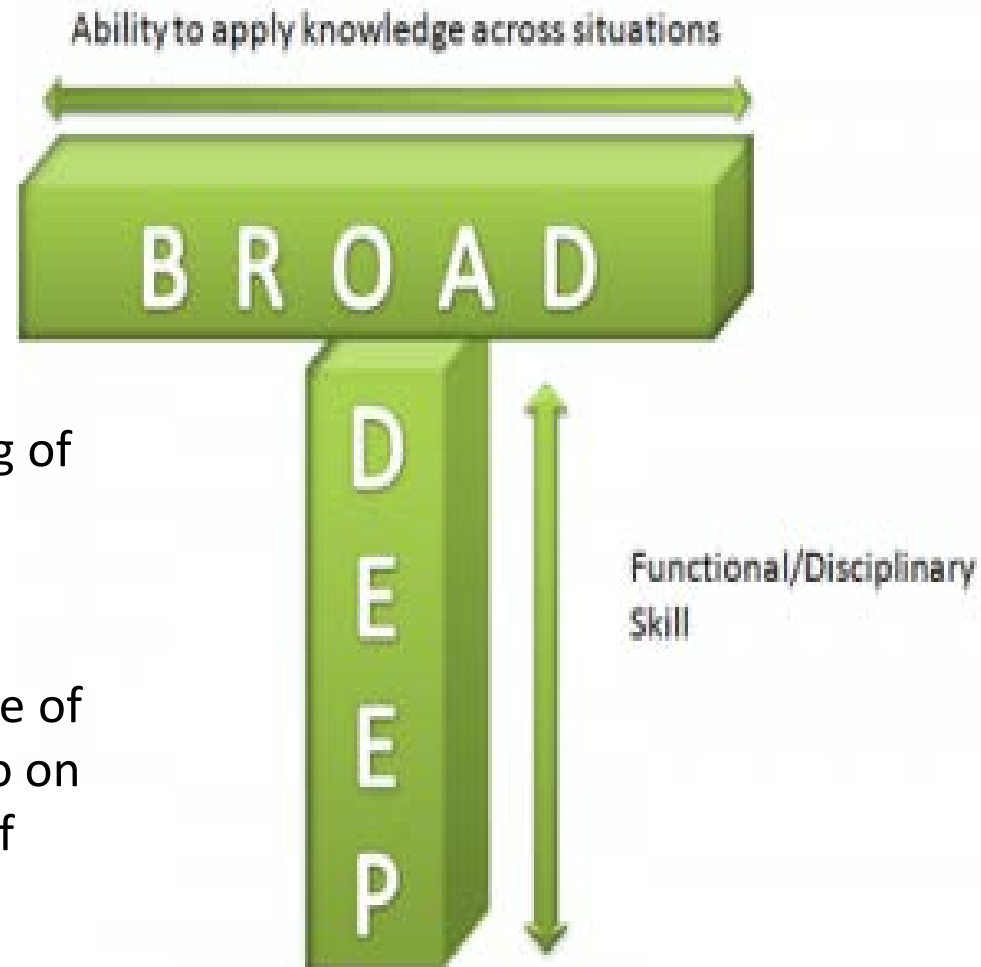 Ability to apply knowledge across situations
BROAD
DEEP
g of
Functional/Disciplinary
Skill
e of
o on
f